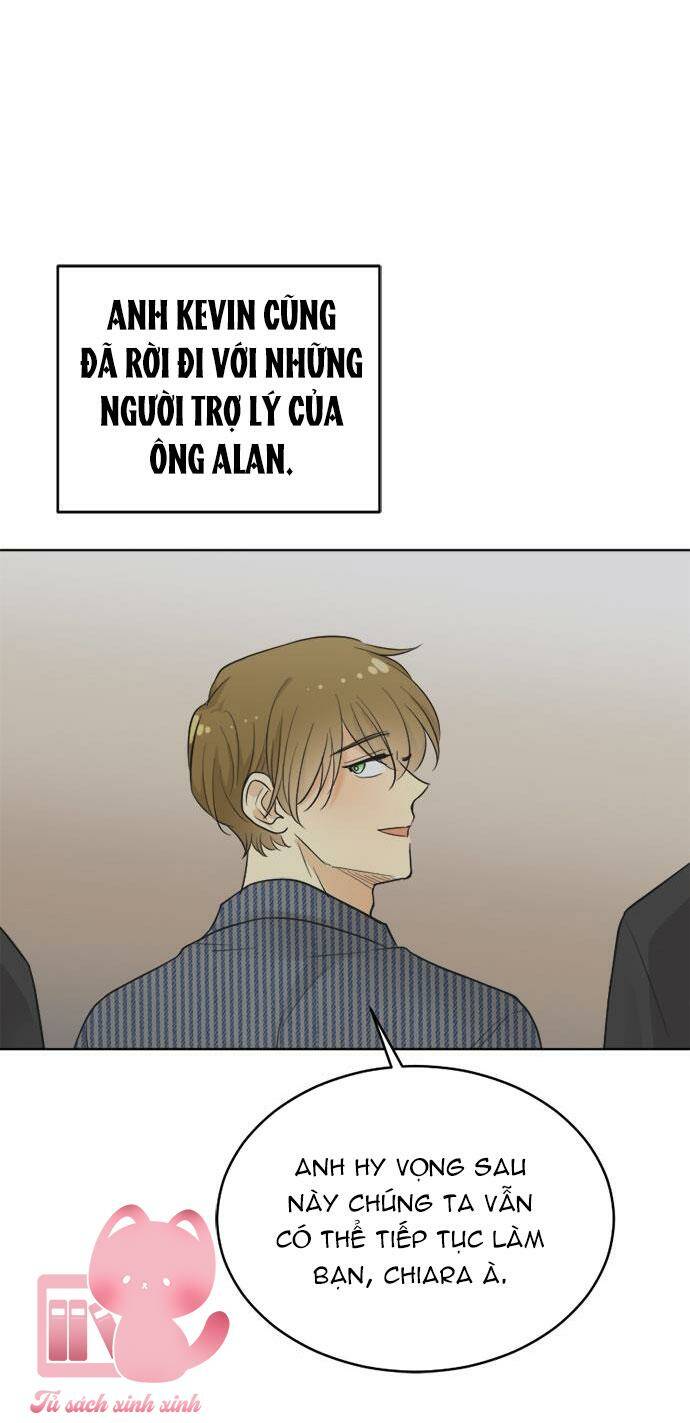 ANH KEVIN CŨNG
ĐÃ RỜI ĐI VỚI NHỮNG
NGƯỜI TRỢ LÝ CỦA
ÔNG ALAN.
ANH HY VỌNG SAU
NÀY CHÚNG TA VẪN
CÓ THỂ TIẾP TỤC LÀM
BẠN, CHIARA À.
Tủ sách xinh xinh